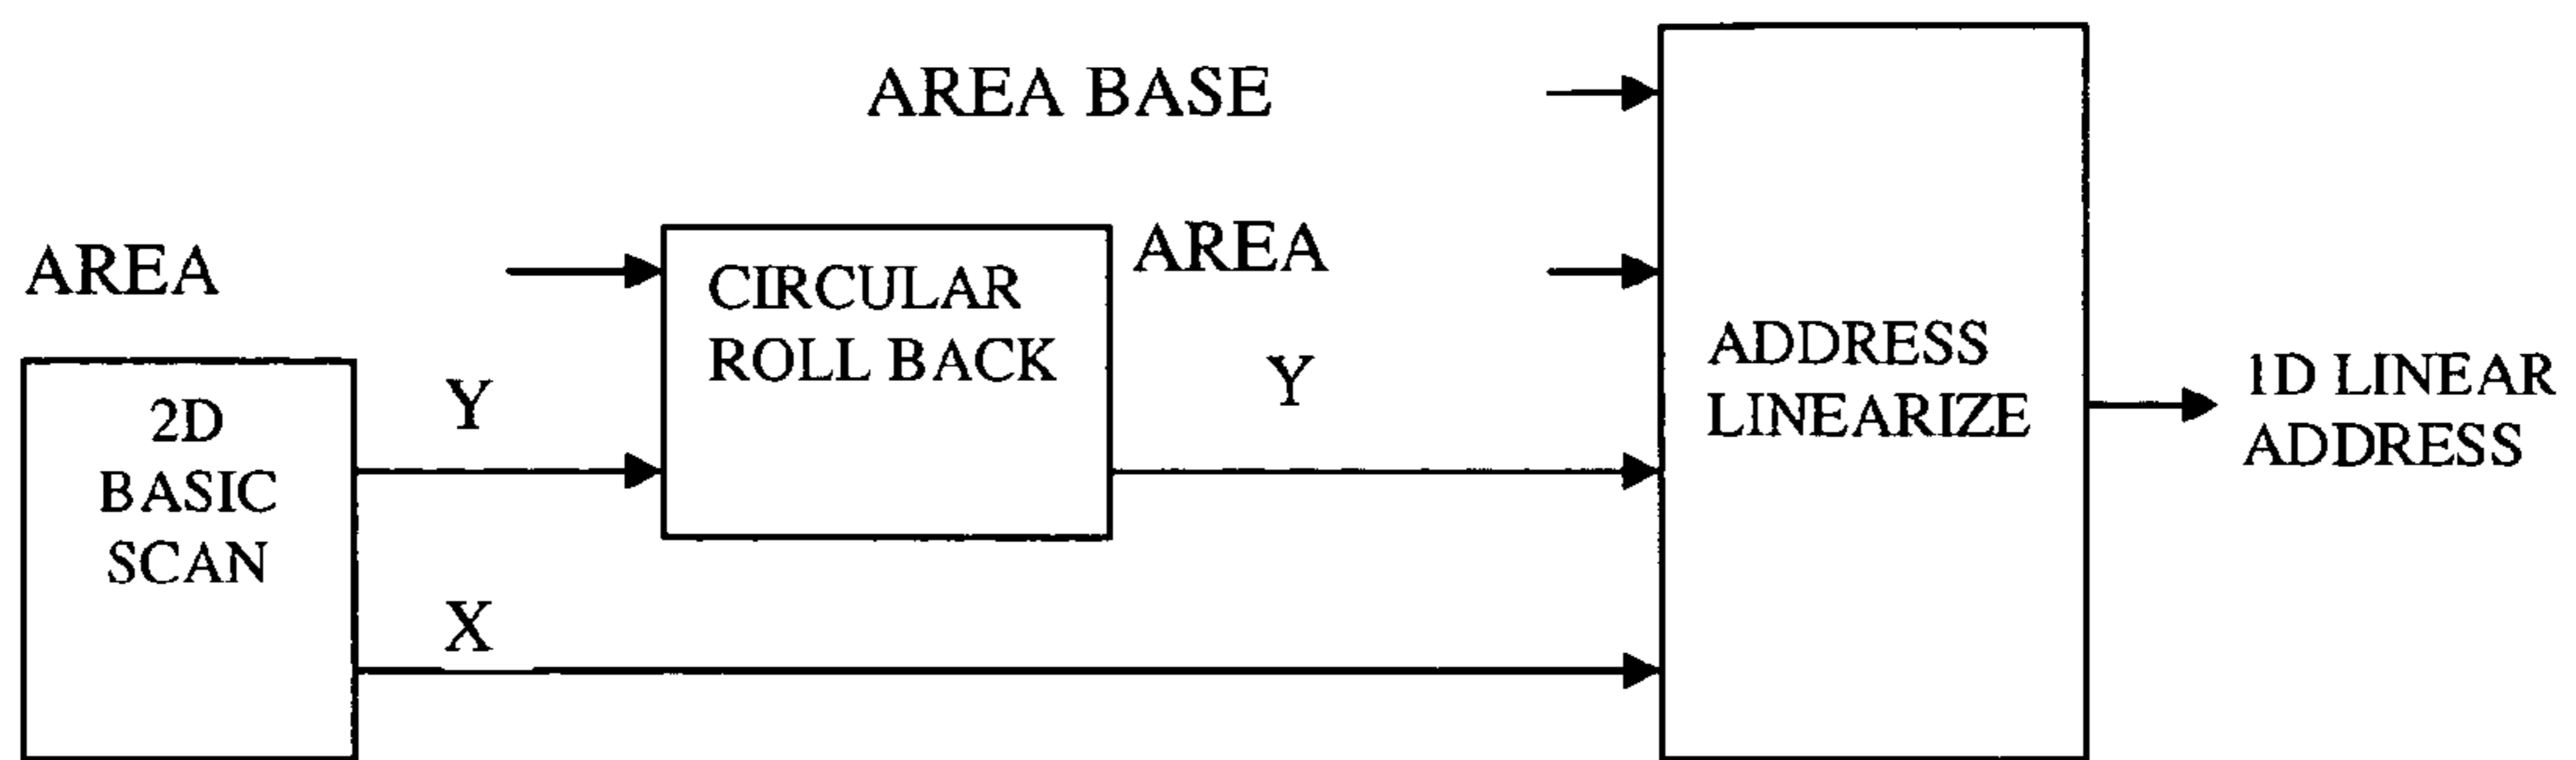 AREA BASE
AREA
CIRCULAR
ROLL BACK
AREA
2D
BASIC
SCAN
Y
Y
X
ADDRESS
LINEARIZE
1D LINEAR
ADDRESS